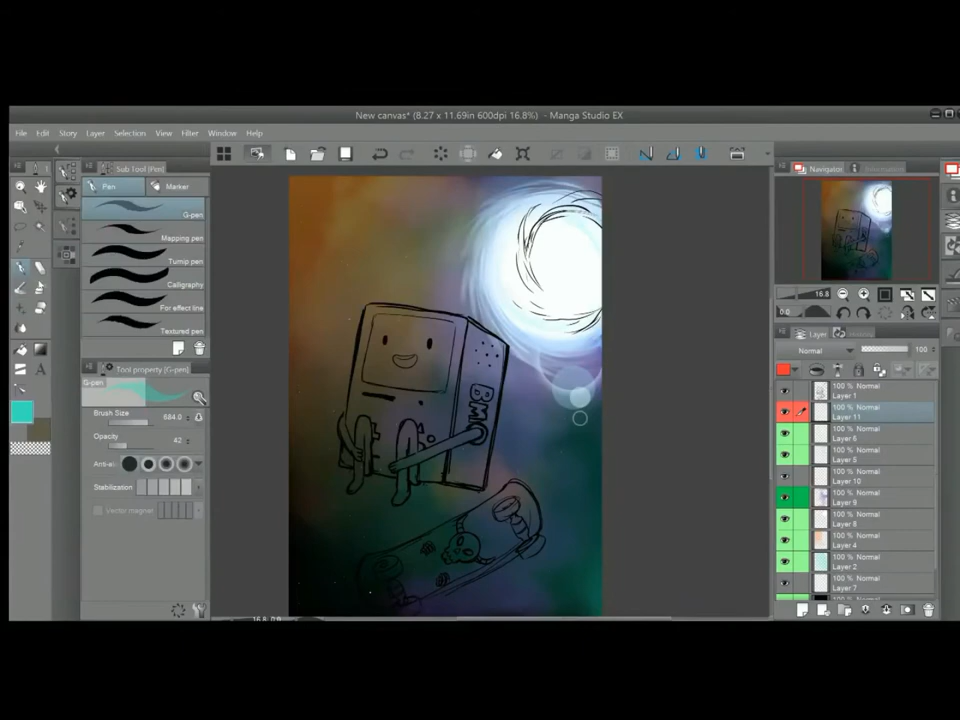 New canvas* (8.27 x 11.69in 600dpi 16.8%) - Manga Studio EX
File Edit Story Layer Selection View Filter Window Help
Sub Tool [Pen]
Pen Marker
G-pen
Mapping pen
Turnip pen
Calligraphy
For effect line
Textured pen
Tool property [G-pen]
G-pen
Brush Size 684.0
Opacity 42
Stabilization
Vector magnet
BMO
Navigator
16.8
0.0
Layer
Normal 100
100 % Normal
Layer 1
100 % Normal
Layer 11
100 % Normal
Layer 6
100 % Normal
Layer 5
100 % Normal
Layer 10
100 % Normal
Layer 9
100 % Normal
Layer 8
100 % Normal
Layer 4
100 % Normal
Layer 2
100 % Normal
Layer 7